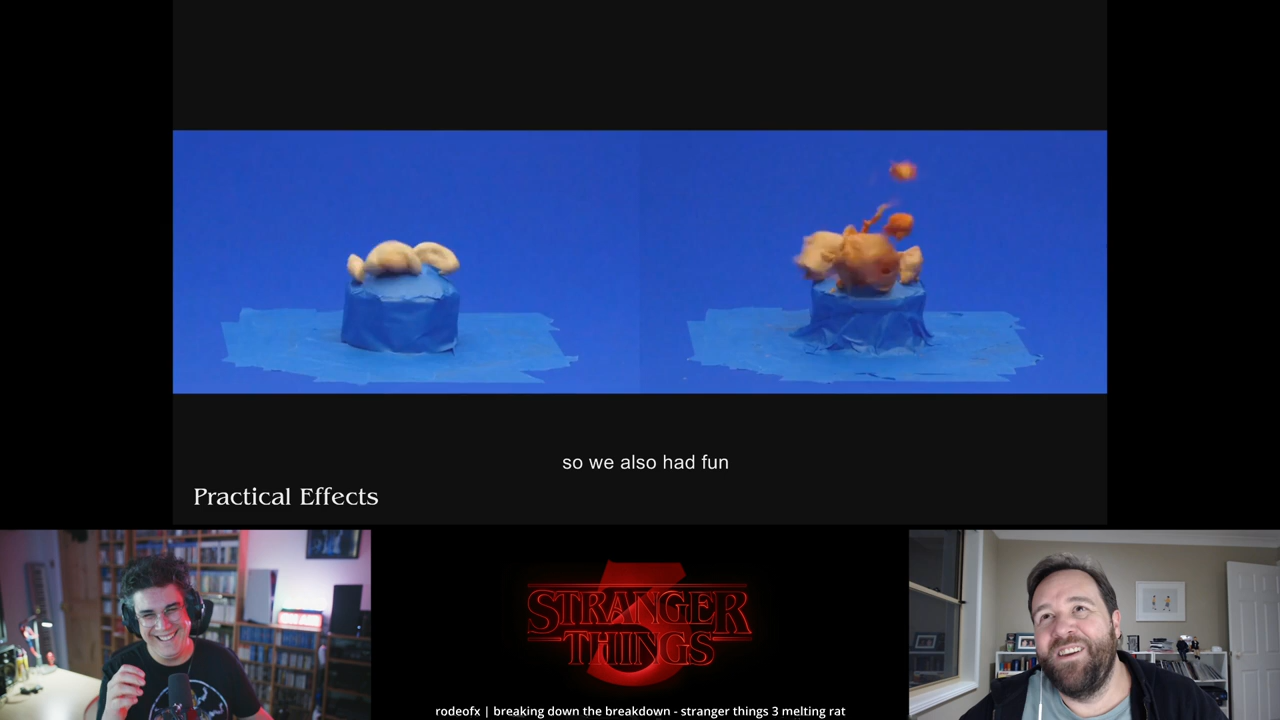 so we also had fun
Practical Effects
STRANGER
THINGS
3
rodeofx | breaking down the breakdown - stranger things 3 melting rat